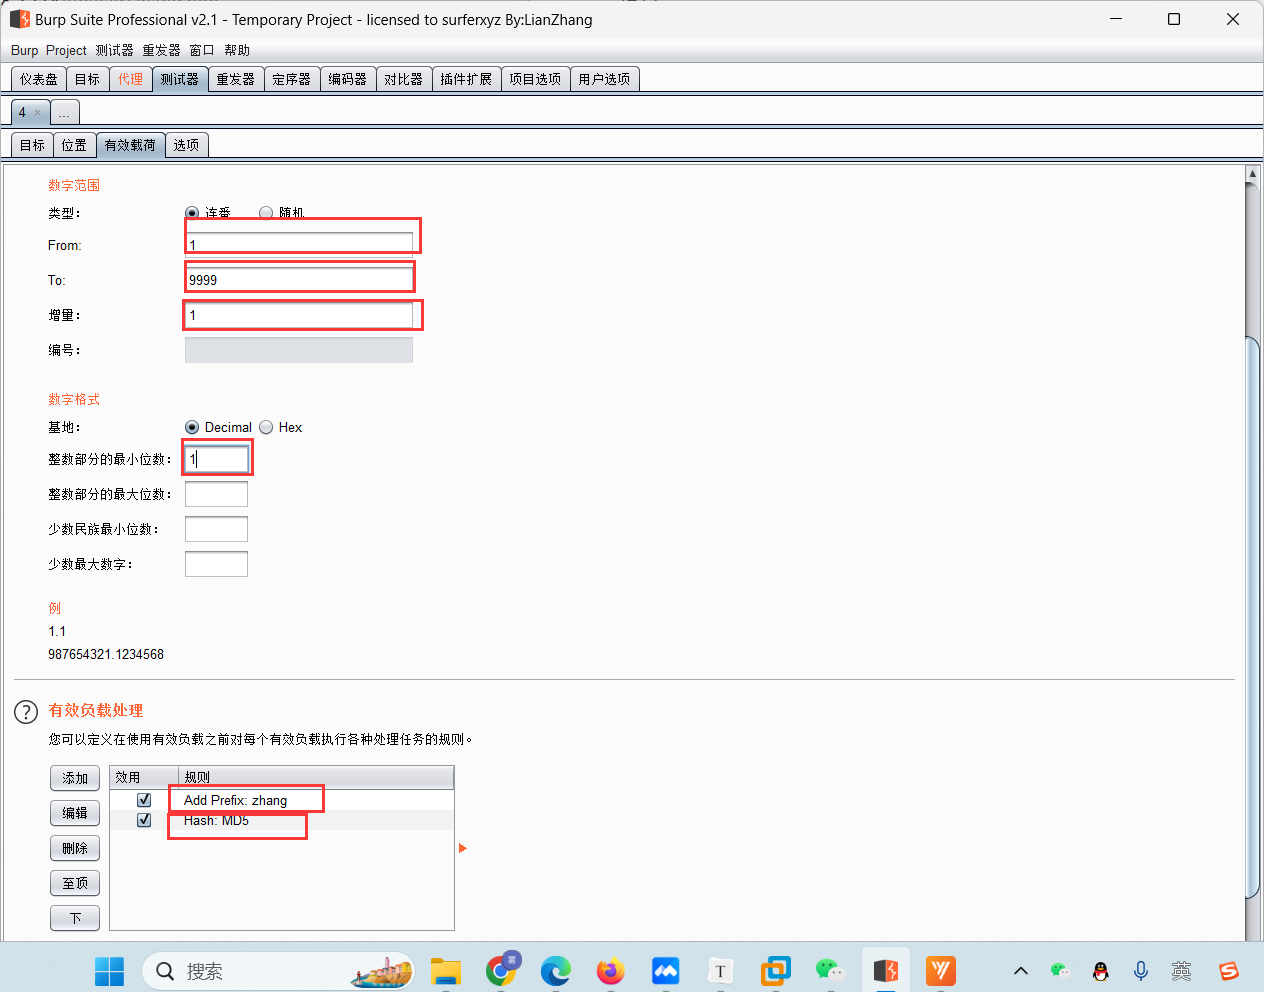 Burp Suite Professional v2.1 - Temporary Project - licensed to surferxyz By:LianZhang
Burp Project 测试器 重发器 窗口 帮助
仪表盘 目标 代理 测试器 重发器 定序器 编码器 对比器 插件扩展 项目选项 用户选项
4 × ...
目标 位置 有效载荷 选项
数字范围
类型: 连番 随机
From: 1
To: 9999
增量: 1
编号:
数字格式
基地: Decimal Hex
整数部分的最小位数: 1
整数部分的最大位数:
少数民族最小位数:
少数最大数字:
例
1.1
987654321.1234568
? 有效负载处理
您可以定义在使用有效负载之前对每个有效负载执行各种处理任务的规则。
添加 效用 规则
Add Prefix: zhang
编辑 Hash: MD5
删除
至顶
下
搜索 英